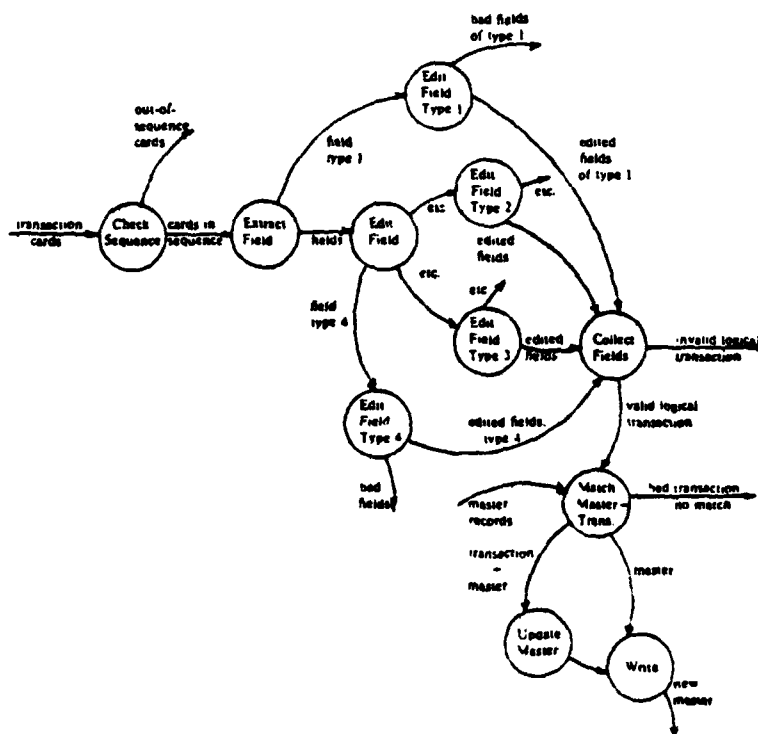 bad fields
of type 1
Edit
Field
Type 1
out-of-
sequence
cards
field
type 1
edited
fields
of type 1
transaction
cards
Check
Sequence
cards in
sequence
Extract
Field
fields
Edit
Field
etc
Edit
Field
Type 2
etc.
edited
fields
etc.
etc
Edit
Field
Type 3
edited
fields
Collect
Fields
invalid logical
transaction
field
type 4
Edit
Field
Type 4
edited fields,
type 4
valid logical
transaction
bad
fields
master
records
Match
Master
Trans.
bad transaction
no match
transaction
+
master
master
Update
Master
Write
new
master